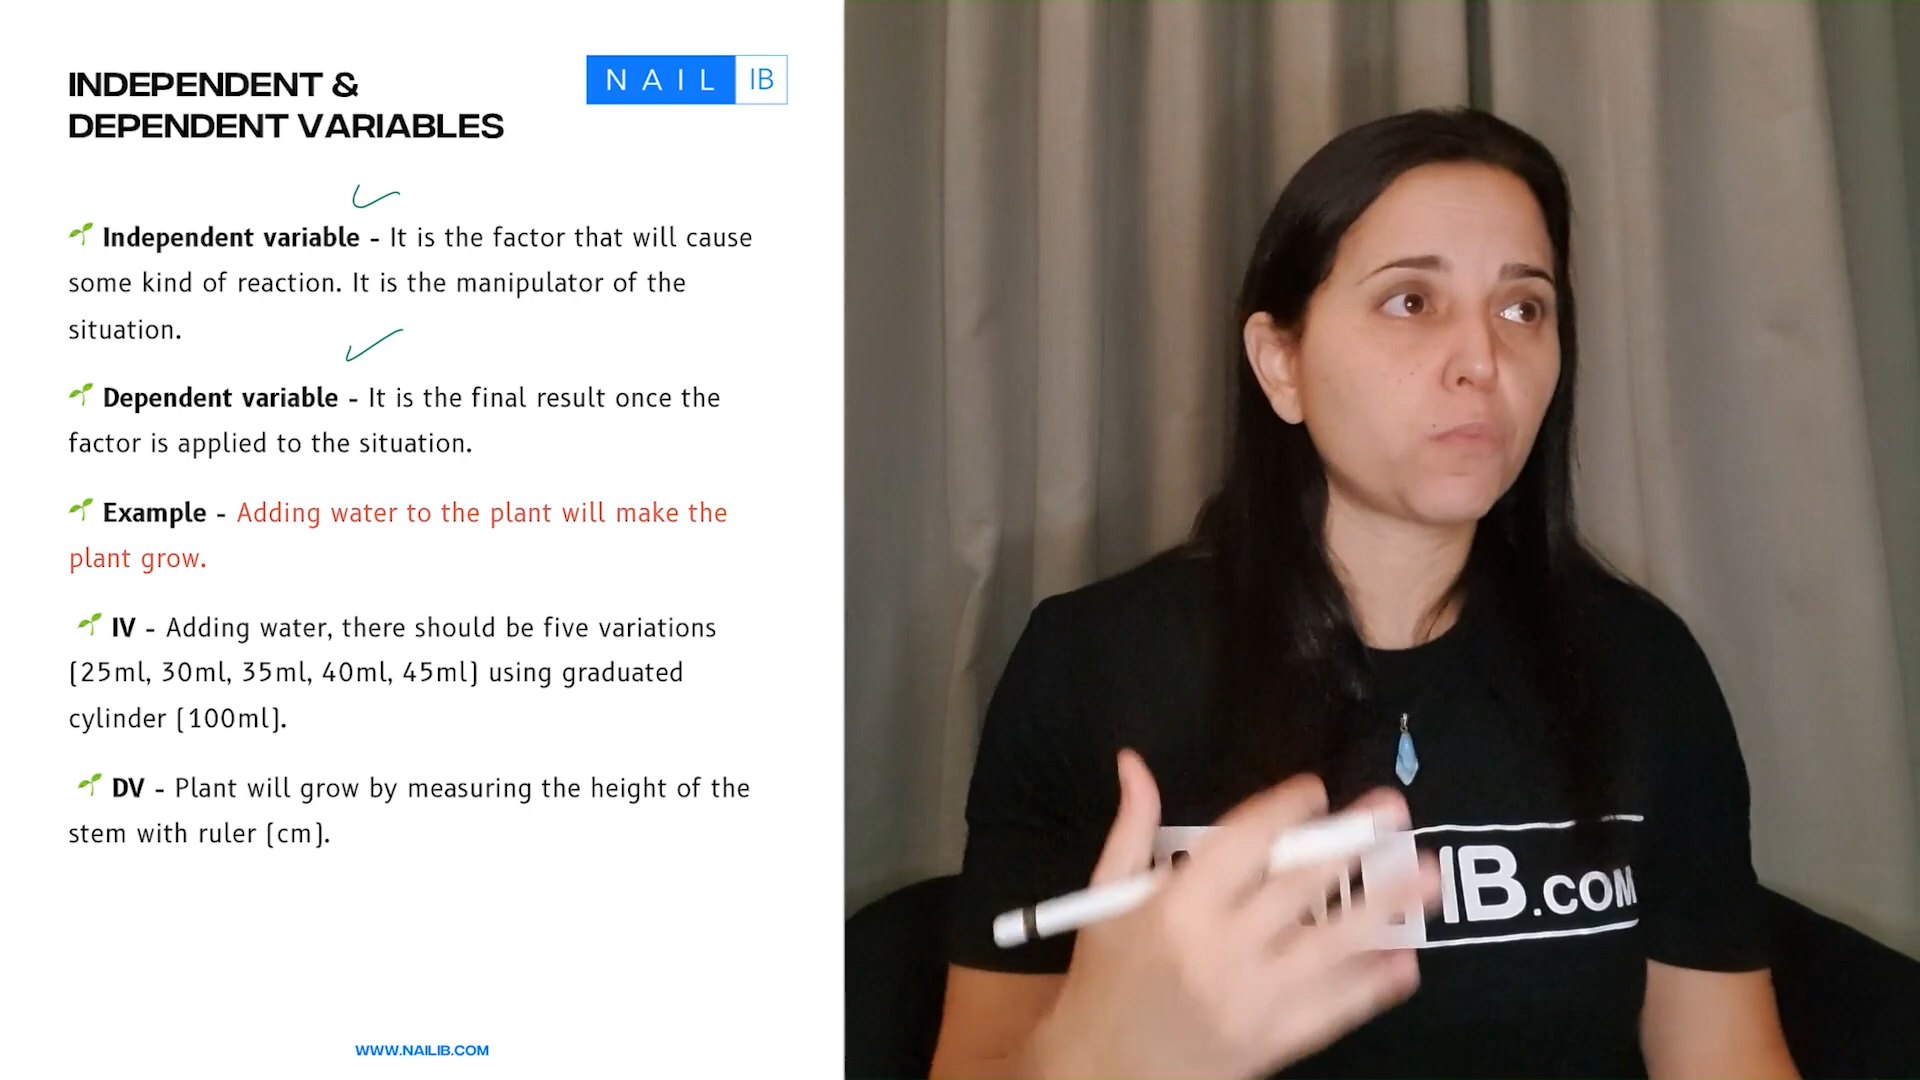 INDEPENDENT &
DEPENDENT VARIABLES
NAIL IB
Independent variable - It is the factor that will cause
some kind of reaction. It is the manipulator of the
situation.
Dependent variable - It is the final result once the
factor is applied to the situation.
Example - Adding water to the plant will make the
plant grow.
IV - Adding water, there should be five variations
(25ml, 30ml, 35ml, 40ml, 45ml) using graduated
cylinder (100ml).
DV - Plant will grow by measuring the height of the
stem with ruler (cm).
WWW.NAILIB.COM
IB.COM